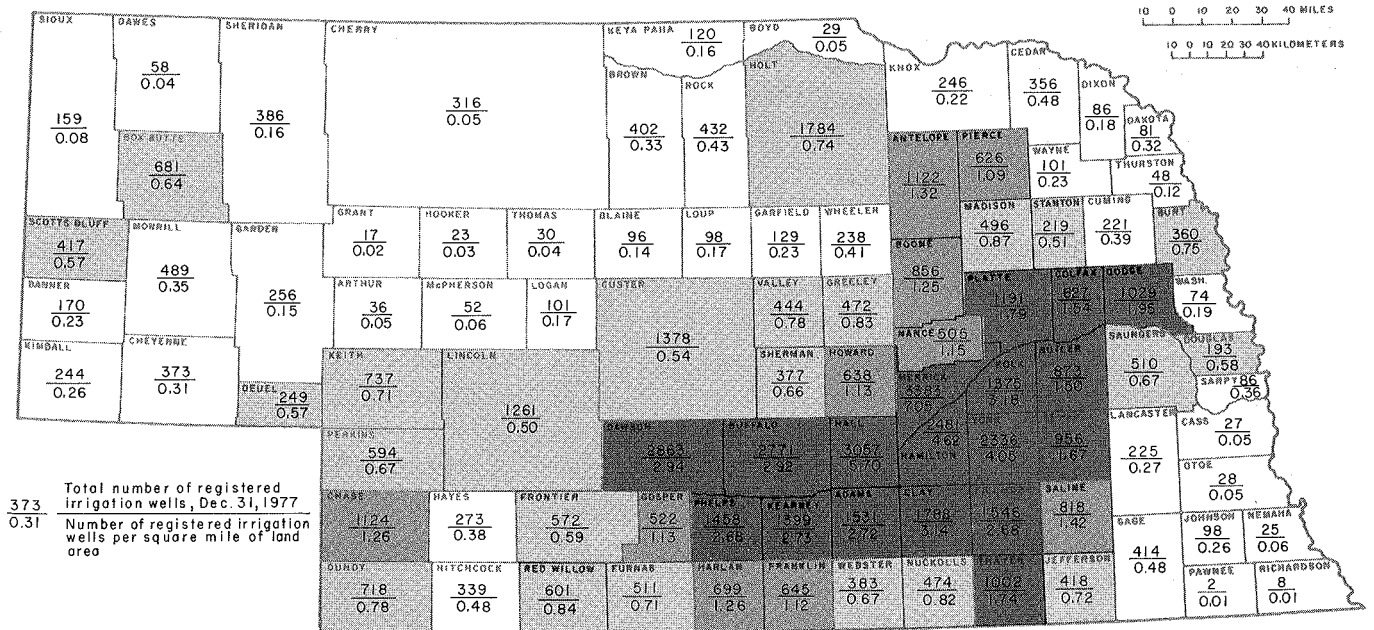 10 0 10 20 30 40 MILES
10 0 10 20 30 40 KILOMETERS
SIOUX
159
0.08
DAWES
58
0.04
SHERIDAN
386
0.16
CHERRY
316
0.05
KEYA PAHA
120
0.16
BOYD
29
0.05
BROWN
402
0.33
ROCK
432
0.43
HOLT
1784
0.74
KNOX
246
0.22
CEDAR
356
0.48
DIXON
86
0.18
DAKOTA
81
0.32
BOX BUTTE
681
0.64
ANTELOPE
1122
1.32
PIERCE
626
1.09
WAYNE
101
0.23
THURSTON
48
0.12
SCOTTS BLUFF
417
0.57
MORRILL
489
0.35
GARDEN
256
0.15
GRANT
17
0.02
HOOKER
23
0.03
THOMAS
30
0.04
BLAINE
96
0.14
LOUP
98
0.17
GARFIELD
129
0.23
WHEELER
238
0.41
MADISON
496
0.87
STANTON
219
0.51
CUMING
221
0.39
BURT
360
0.75
BOONE
856
1.25
BANNER
170
0.23
ARTHUR
36
0.05
McPHERSON
52
0.06
LOGAN
101
0.17
CUSTER
1378
0.54
VALLEY
444
0.78
GREELEY
472
0.83
PLATTE
1191
1.79
COLFAX
627
1.54
DODGE
1029
1.95
WASH.
74
0.19
KIMBALL
244
0.26
CHEYENNE
373
0.31
DEUEL
249
0.57
KEITH
737
0.71
LINCOLN
1261
0.50
SHERMAN
377
0.66
HOWARD
638
1.13
NANCE
506
1.15
MERRICK
7.05
POLK
1375
BUTLER
873
SAUNDERS
510
0.67
DOUGLAS
193
0.58
SARPY
86
0.36
PERKINS
594
0.67
DAWSON
2863
2.94
BUFFALO
2771
2.92
HALL
3057
5.70
HAMILTON
2481
4.62
YORK
2336
4.05
956
1.67
LANCASTER
225
0.27
CASS
27
0.05
OTOE
28
0.05
373
0.31
Total number of registered
irrigation wells, Dec. 31, 1977
Number of registered irrigation
wells per square mile of land
area
CHASE
1124
1.26
HAYES
273
0.38
FRONTIER
572
0.59
GOSPER
522
1.13
PHELPS
1458
2.68
KEARNEY
2.73
ADAMS
1531
2.72
CLAY
1798
3.14
1546
2.68
SALINE
818
1.42
GAGE
414
0.48
JOHNSON
98
0.26
NEMAHA
25
0.06
DUNDY
718
0.78
HITCHCOCK
339
0.48
RED WILLOW
601
0.84
FURNAS
511
0.71
HARLAN
699
1.26
FRANKLIN
645
1.12
WEBSTER
383
0.67
NUCKOLLS
474
0.82
THAYER
1002
1.74
JEFFERSON
418
0.72
PAWNEE
2
0.01
RICHARDSON
8
0.01